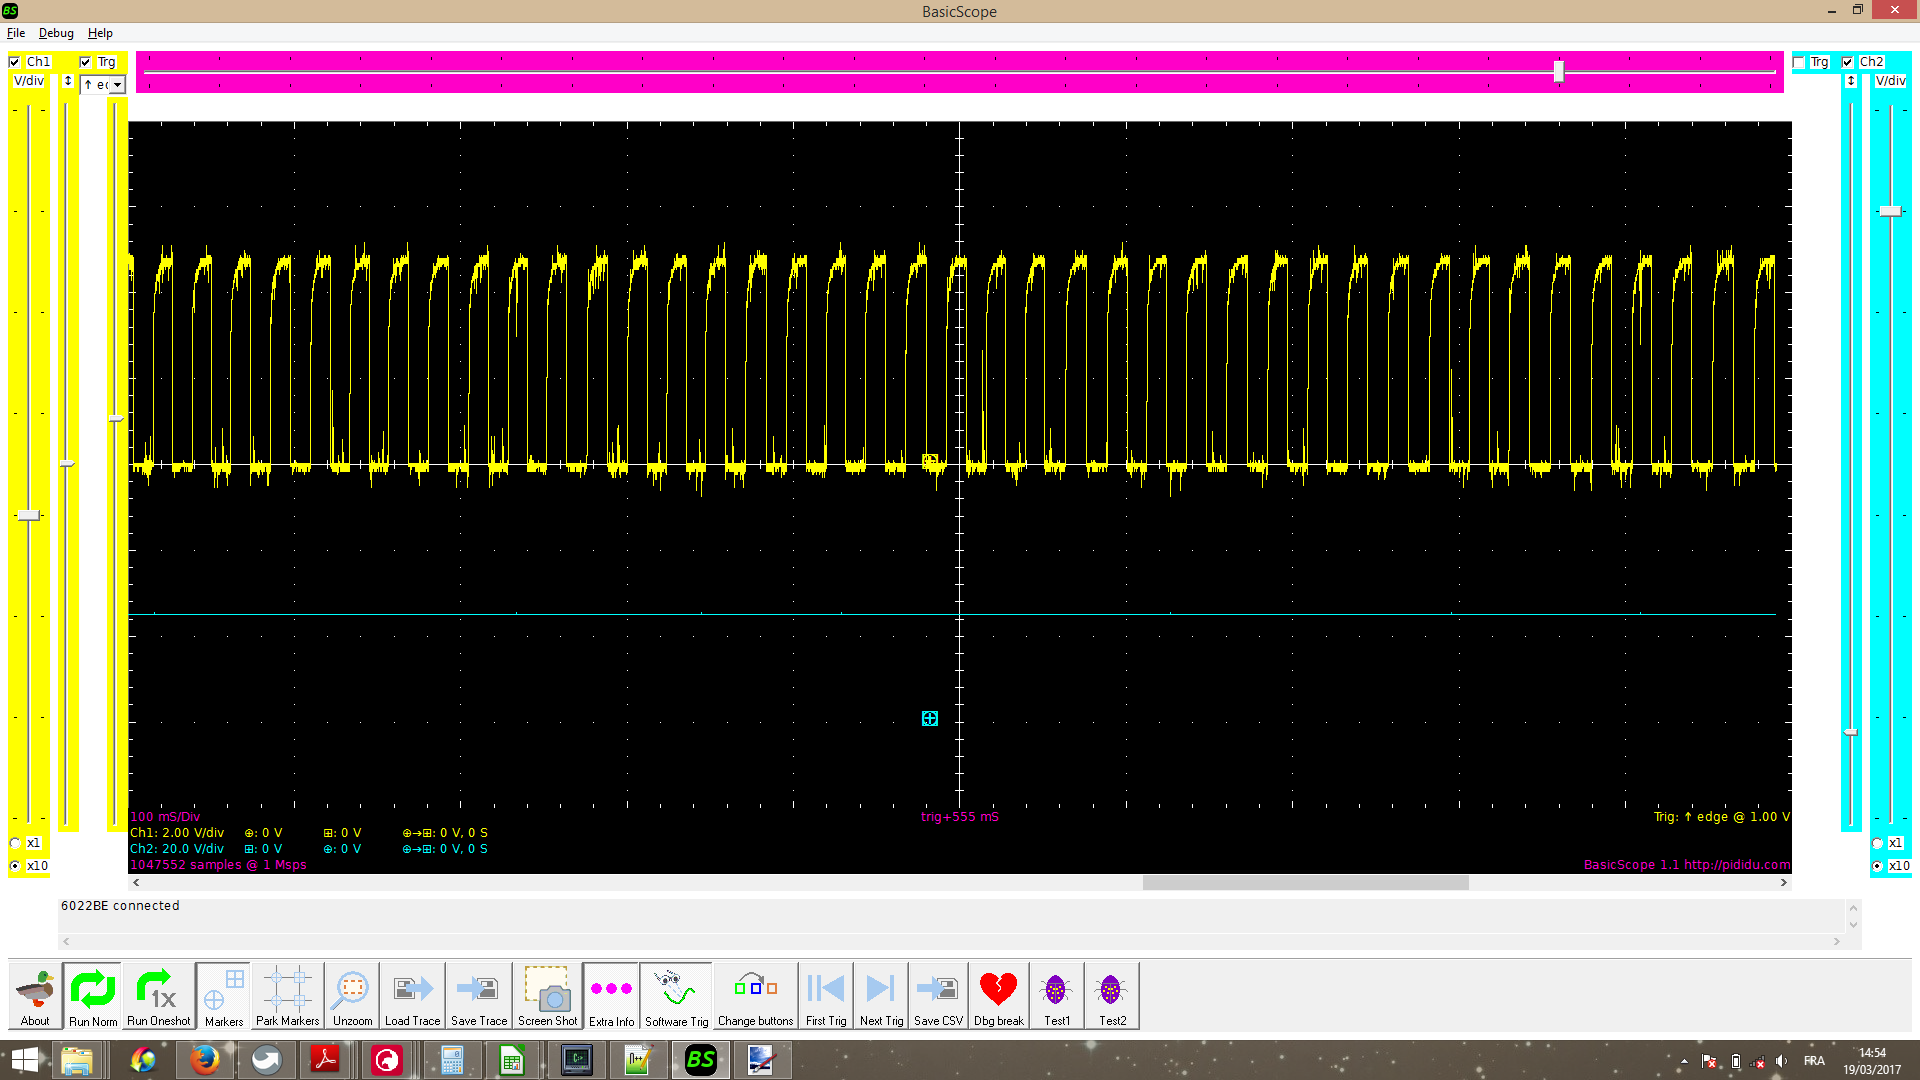 BS
BasicScope
File Debug Help
Ch1 Trg
V/div
↑ ec
Trg Ch2
V/div
100 mS/Div
trig+555 mS
Trig: ↑ edge @ 1.00 V
Ch1: 2.00 V/div ⊕: 0 V ⊞: 0 V ⊕→⊞: 0 V, 0 S
Ch2: 20.0 V/div ⊞: 0 V ⊕: 0 V ⊕→⊞: 0 V, 0 S
1047552 samples @ 1 Msps
BasicScope 1.1 http://pididu.com
x1
x10
x1
x10
6022BE connected
1x
About Run Norm Run Oneshot Markers Park Markers Unzoom Load Trace Save Trace Screen Shot Extra Info Software Trig Change buttons First Trig Next Trig Save CSV Dbg break Test1 Test2
BS
FRA
14:54
19/03/2017